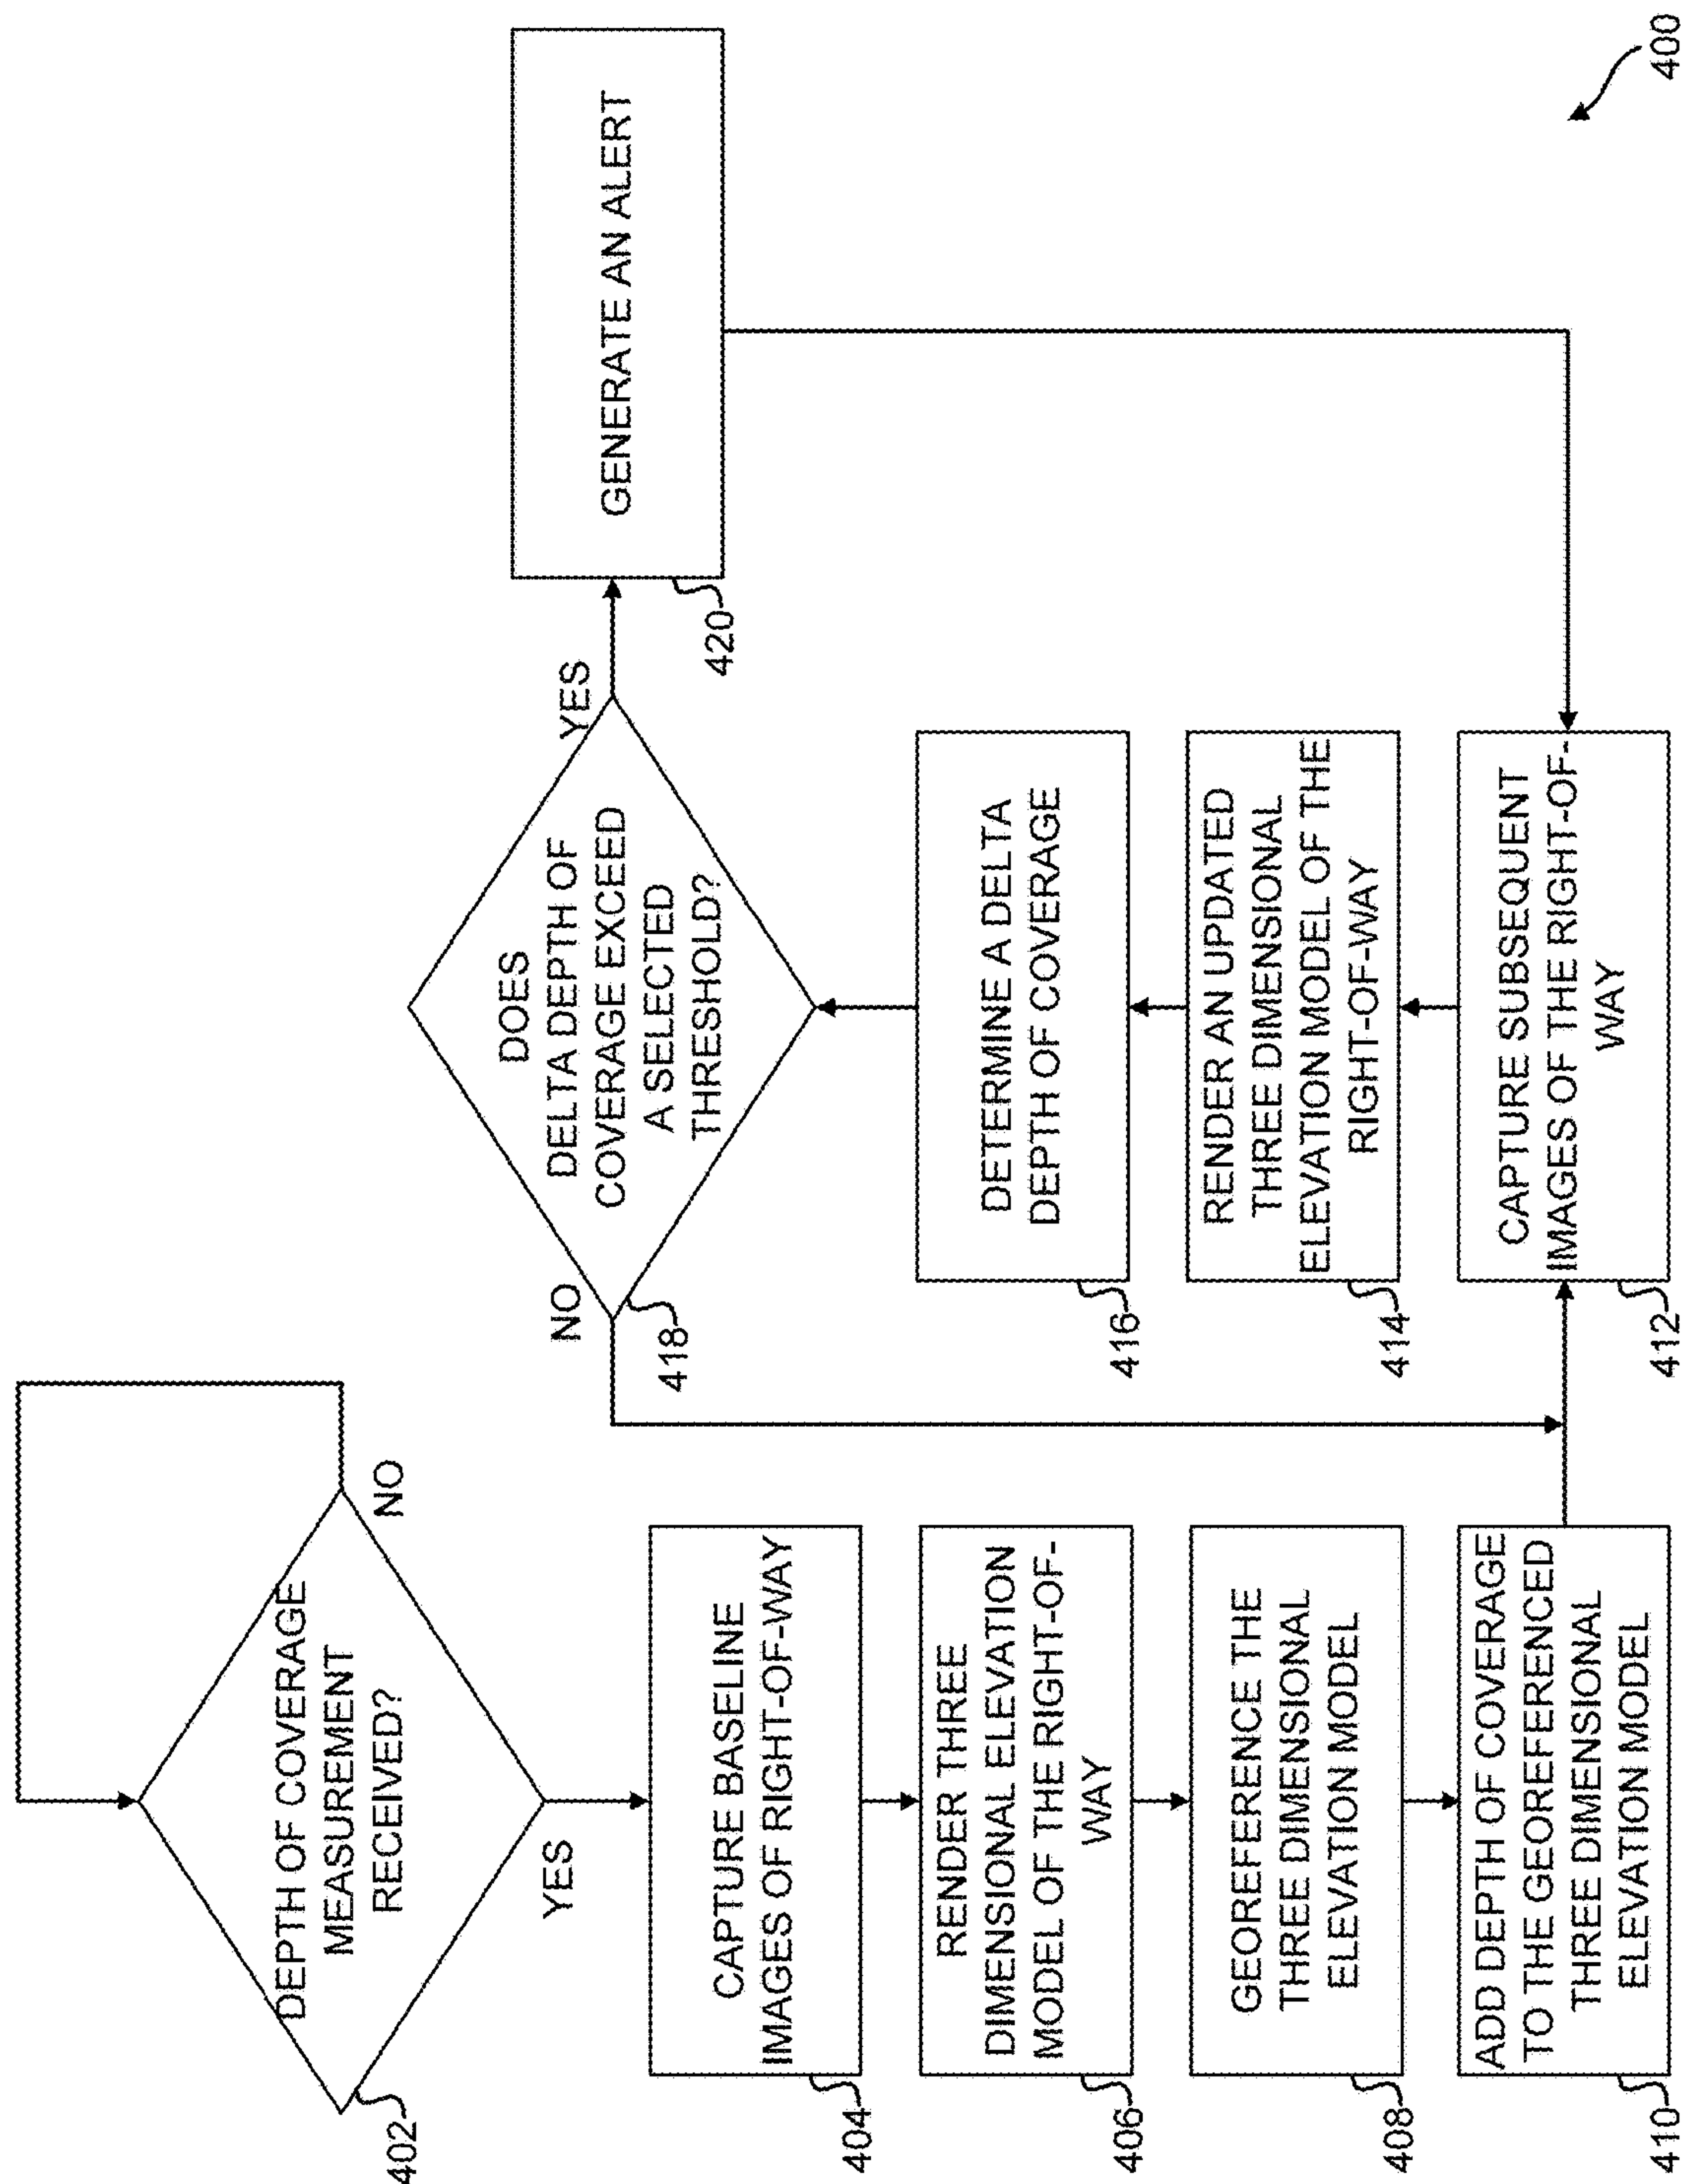 DEPTH OF COVERAGE
MEASUREMENT
RECEIVED?
NO
YES
402
CAPTURE BASELINE
IMAGES OF RIGHT-OF-WAY
404
RENDER THREE
DIMENSIONAL ELEVATION
MODEL OF THE RIGHT-OF-
WAY
406
GEOREFERENCE THE
THREE DIMENSIONAL
ELEVATION MODEL
408
ADD DEPTH OF COVERAGE
TO THE GEOREFERENCED
THREE DIMENSIONAL
ELEVATION MODEL
410
CAPTURE SUBSEQUENT
IMAGES OF THE RIGHT-OF-
WAY
412
RENDER AN UPDATED
THREE DIMENSIONAL
ELEVATION MODEL OF THE
RIGHT-OF-WAY
414
DETERMINE A DELTA
DEPTH OF COVERAGE
416
DOES
DELTA DEPTH OF
COVERAGE EXCEED
A SELECTED
THRESHOLD?
NO
YES
418
GENERATE AN ALERT
420
400